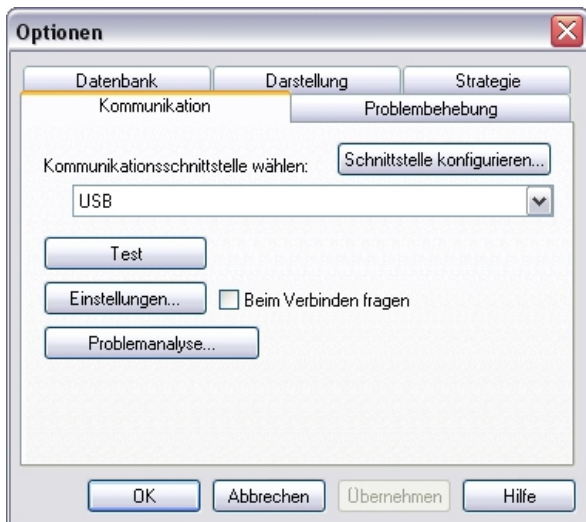 Optionen
Datenbank Darstellung Strategie
Kommunikation Problembehebung
Kommunikationsschnittstelle wählen: Schnittstelle konfigurieren...
USB
Test
Einstellungen... Beim Verbinden fragen
Problemanalyse...
OK Abbrechen Übernehmen Hilfe